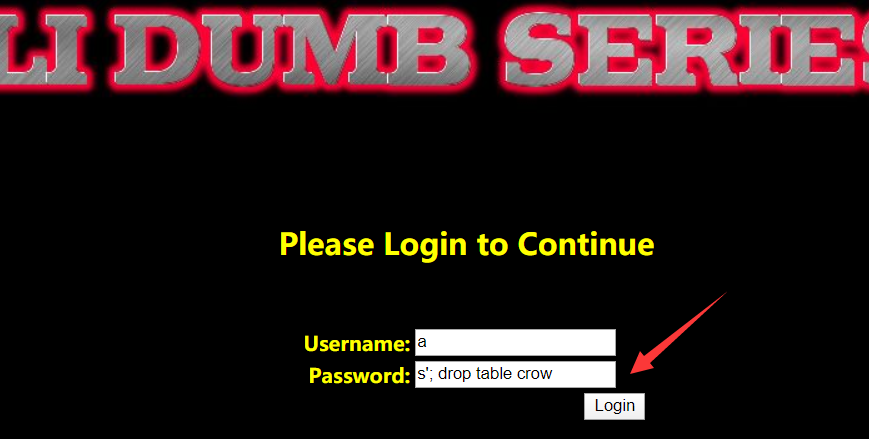 LI DUMB SERIES
Please Login to Continue
Username: a
Password: s'; drop table crow
Login